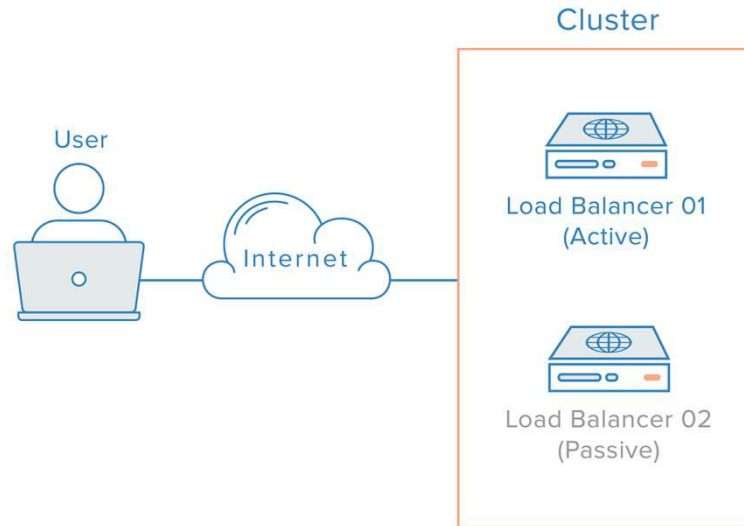 Cluster
User
Internet
Load Balancer 01
(Active)
Load Balancer 02
(Passive)